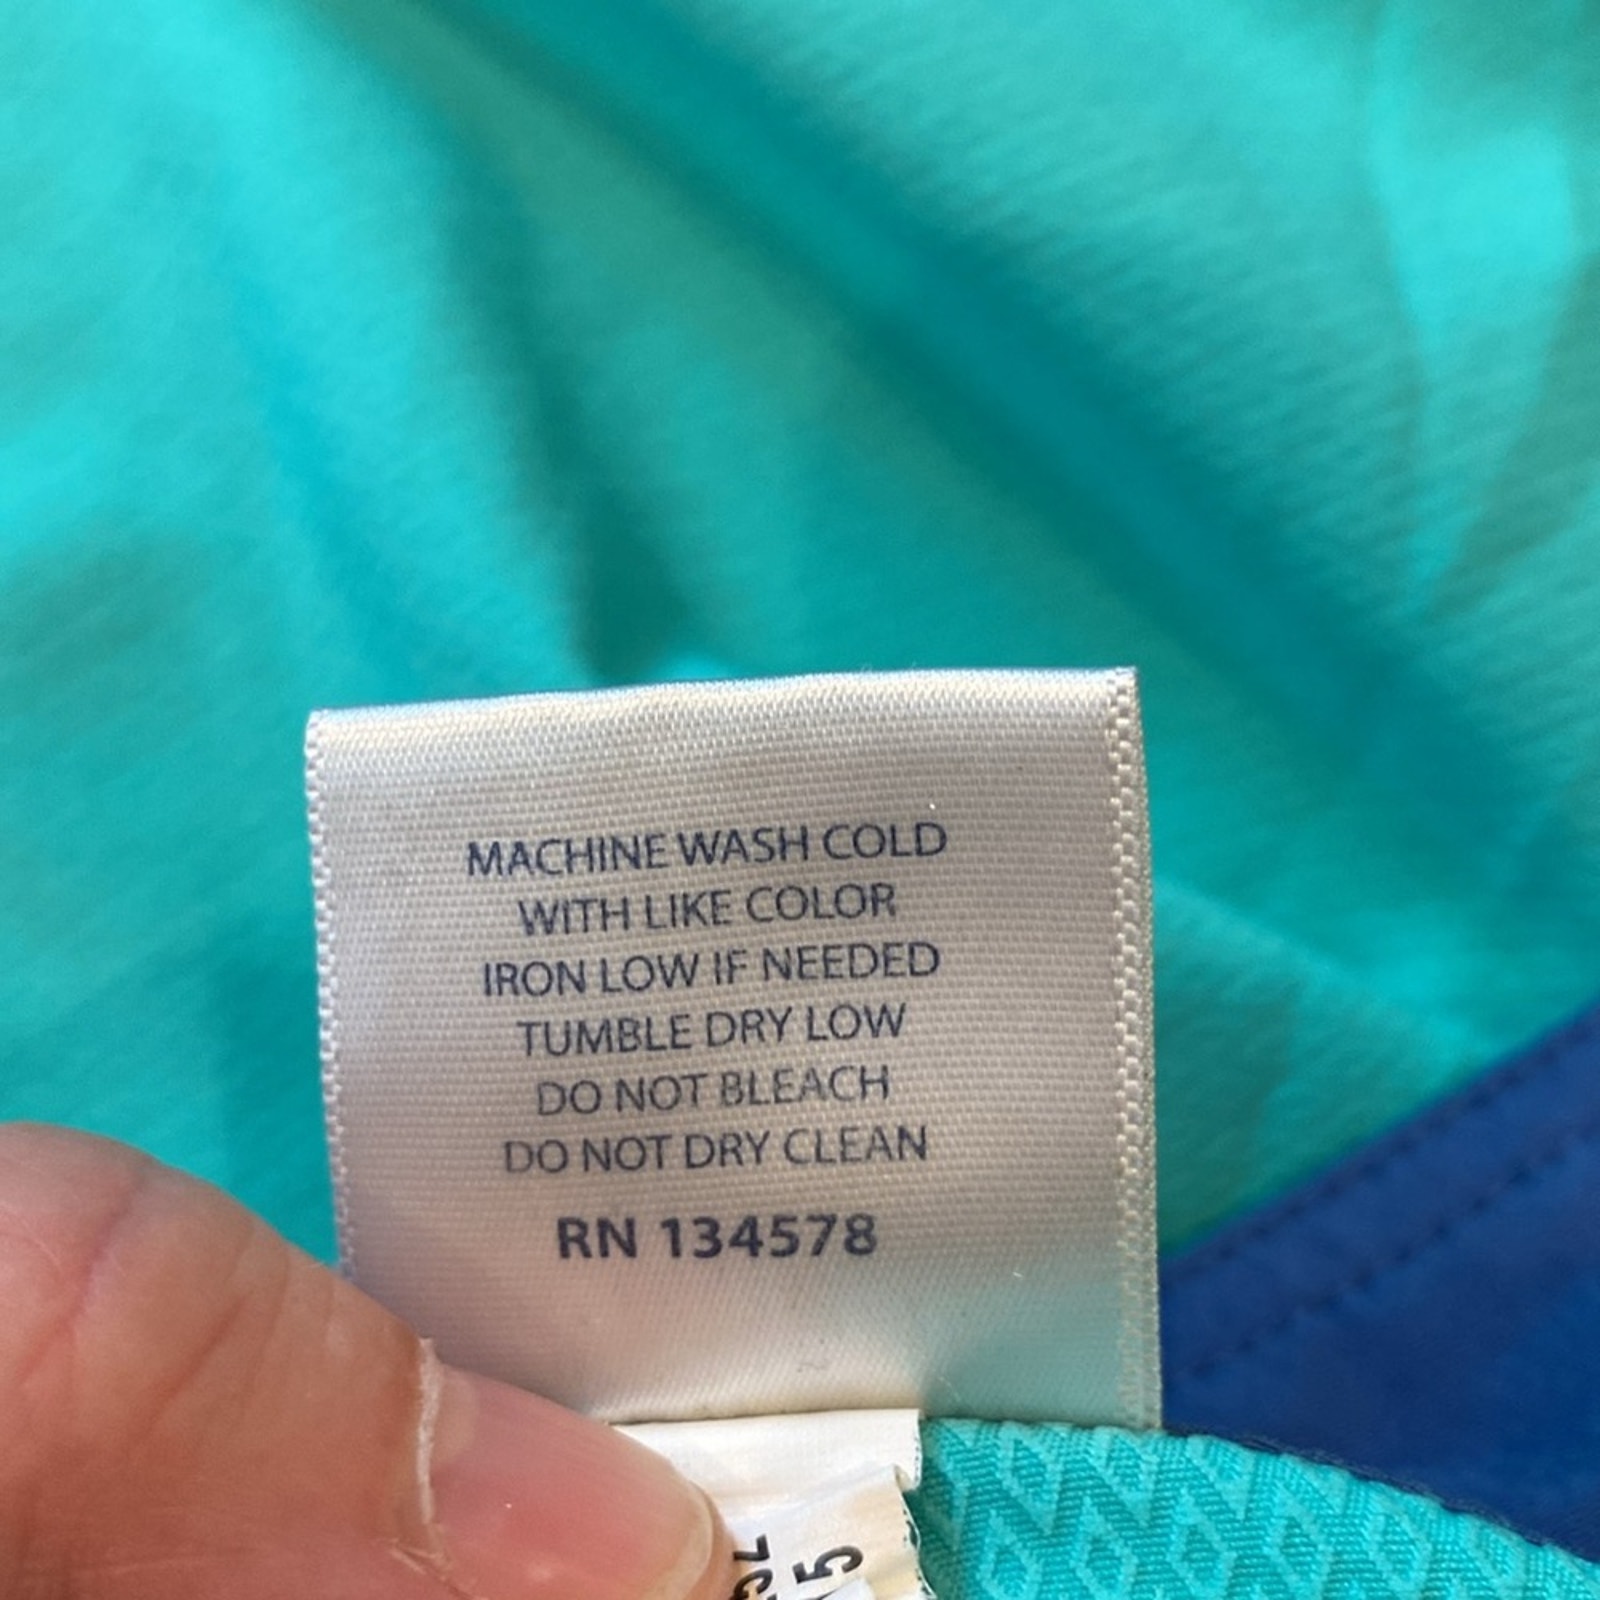 MACHINE WASH COLD
WITH LIKE COLOR
IRON LOW IF NEEDED
TUMBLE DRY LOW
DO NOT BLEACH
DO NOT DRY CLEAN
RN 134578